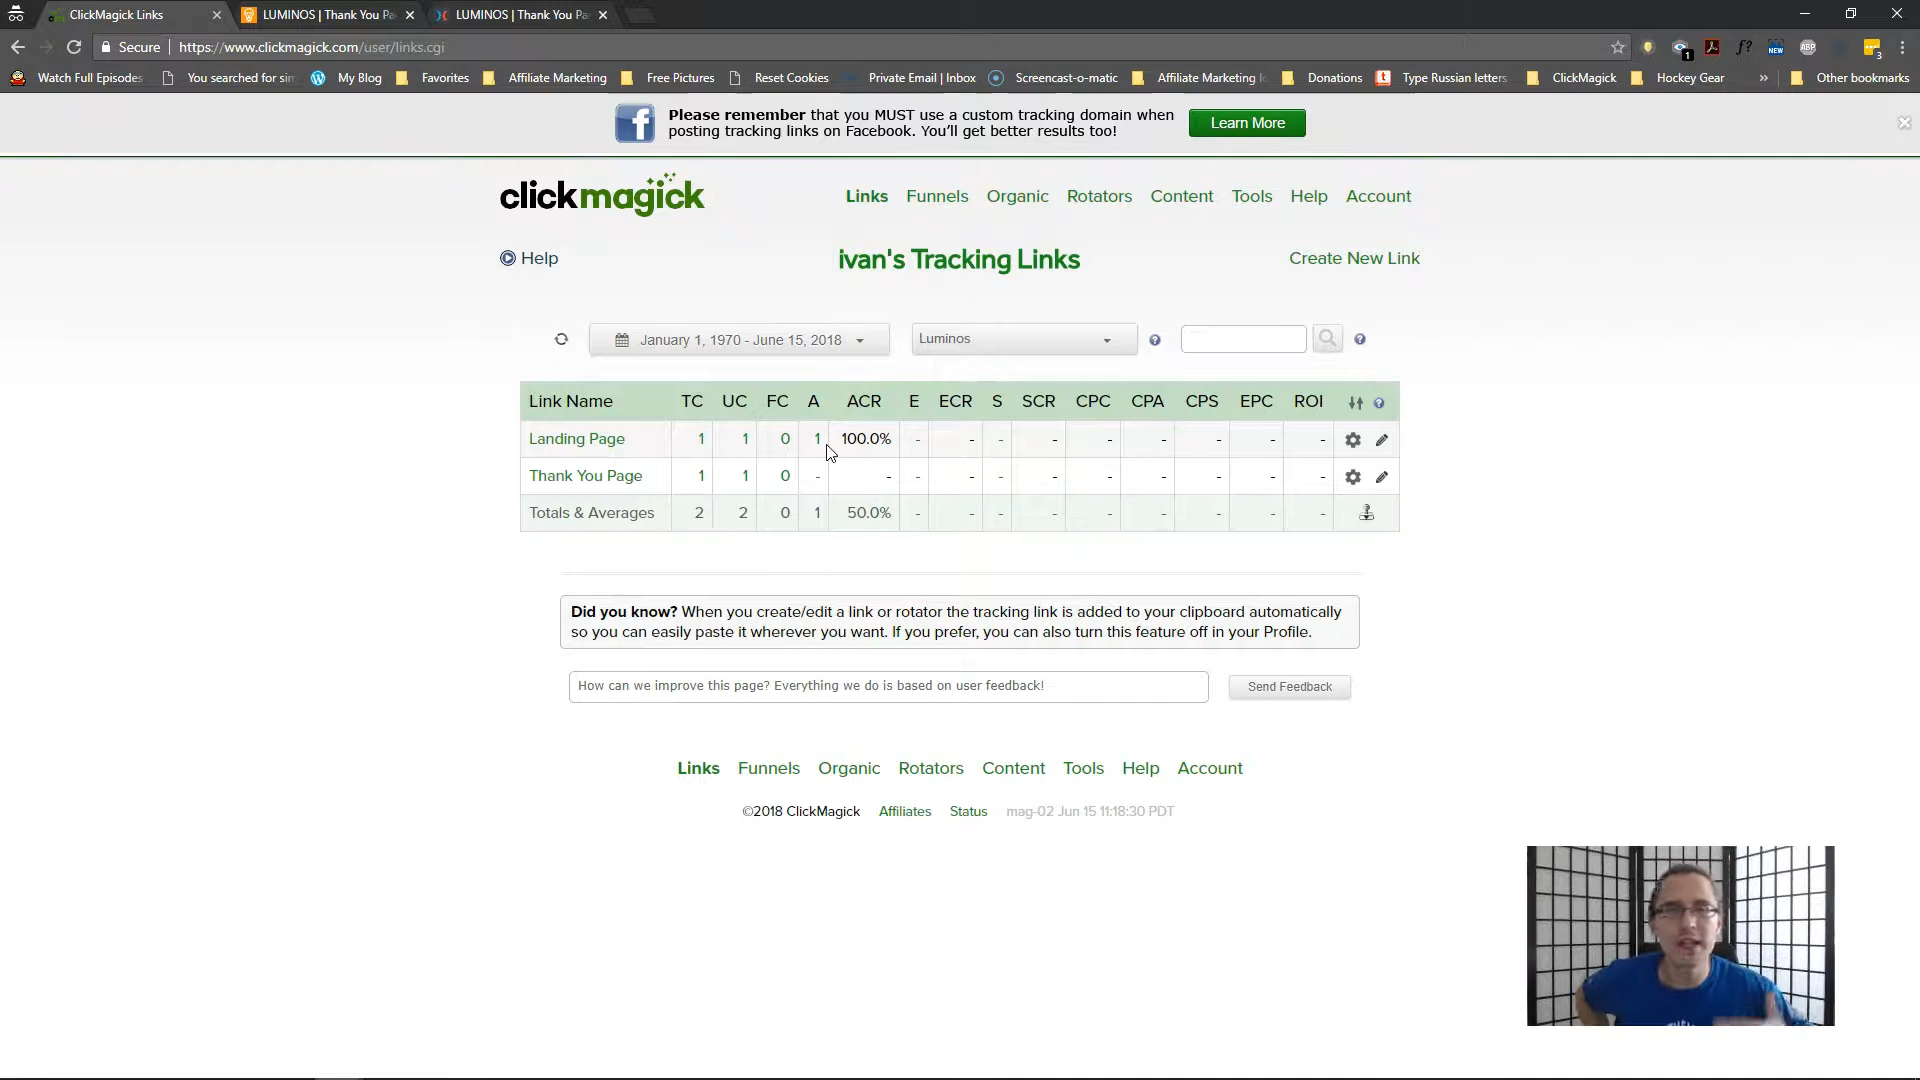 ClickMagick Links
LUMINOS | Thank You Pa
LUMINOS | Thank You Pa
Secure
https://www.clickmagick.com/user/links.cgi
Watch Full Episodes
You searched for sim
My Blog
Favorites
Affiliate Marketing
Free Pictures
Reset Cookies
Private Email | Inbox
Screencast-o-matic
Affiliate Marketing
Donations
Type Russian letters
ClickMagick
Hockey Gear
»
Other bookmarks
Please remember that you MUST use a custom tracking domain when
posting tracking links on Facebook. You'll get better results too!
Learn More
clickmagick
Links Funnels Organic Rotators Content Tools Help Account
Help
ivan's Tracking Links
Create New Link
January 1, 1970 - June 15, 2018
Luminos
Link Name TC UC FC A ACR E ECR S SCR CPC CPA CPS EPC ROI
Landing Page 1 1 0 1 100.0% - - - - - - - - -
Thank You Page 1 1 0 - - - - - - - - - - -
Totals & Averages 2 2 0 1 50.0% - - - - - - - - -
Did you know? When you create/edit a link or rotator the tracking link is added to your clipboard automatically
so you can easily paste it wherever you want. If you prefer, you can also turn this feature off in your Profile.
How can we improve this page? Everything we do is based on user feedback!
Send Feedback
Links Funnels Organic Rotators Content Tools Help Account
©2018 ClickMagick Affiliates Status mag-02 Jun 15 11:18:30 PDT